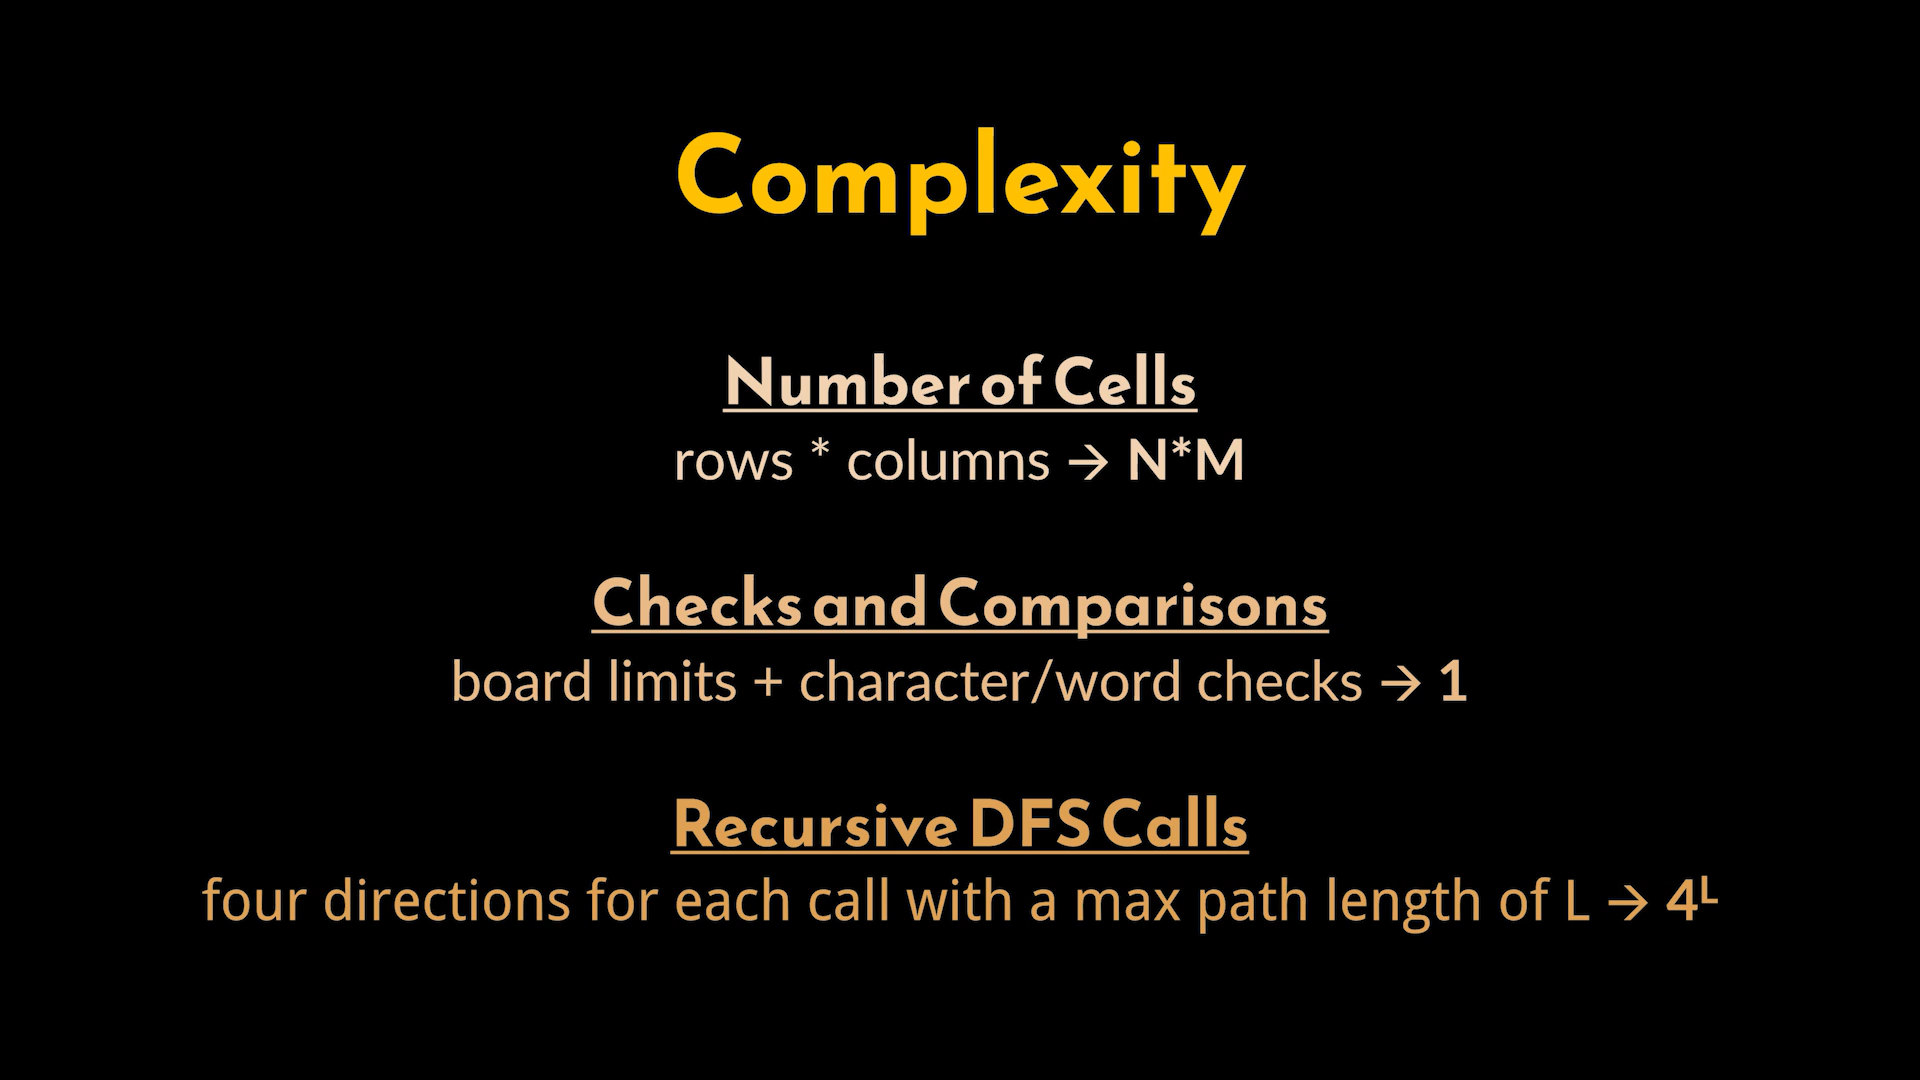 Complexity
Number of Cells
rows * columns → N*M
Checks and Comparisons
board limits + character/word checks → 1
Recursive DFS Calls
four directions for each call with a max path length of L → 4ᴸ